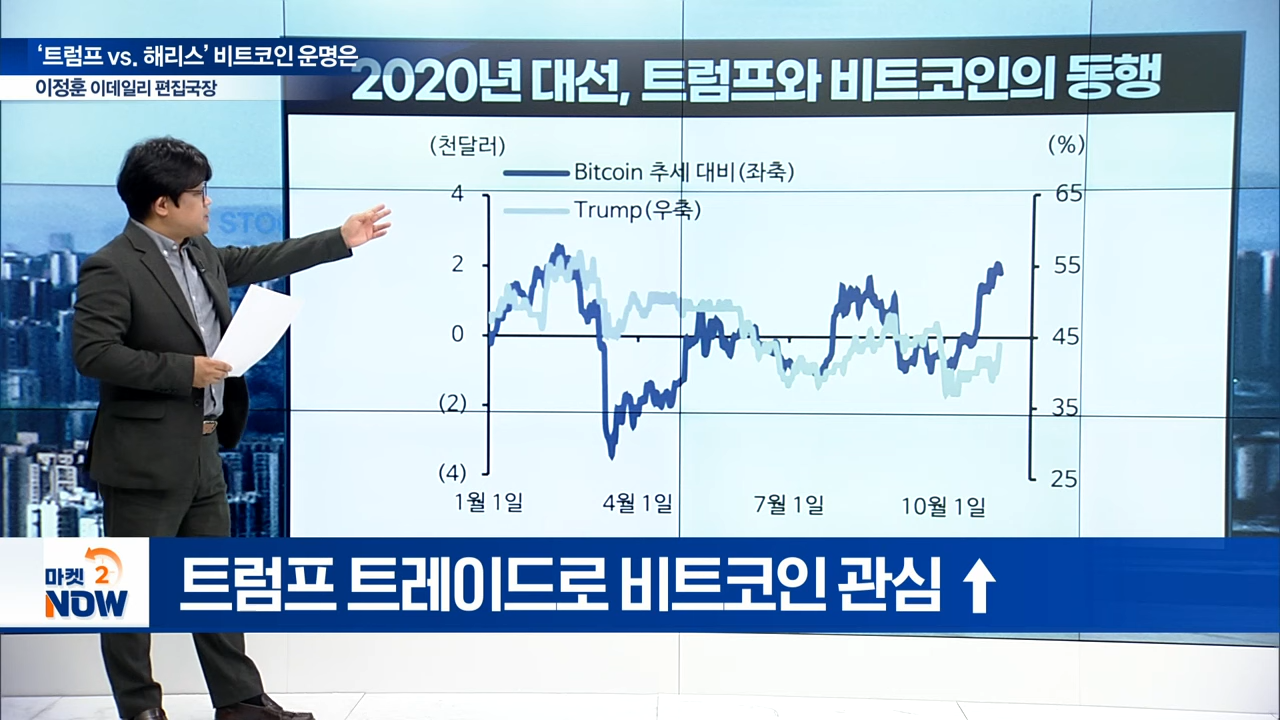 ‘트럼프 vs. 해리스’ 비트코인 운명은
이정훈 이데일리 편집국장
2020년 대선, 트럼프와 비트코인의 동행
(천달러)
(%)
Bitcoin 추세 대비(좌축)
Trump(우축)
4
2
0
(2)
(4)
65
55
45
35
25
1월 1일
4월 1일
7월 1일
10월 1일
STO
마켓 2
NOW
트럼프 트레이드로 비트코인 관심 ⬆